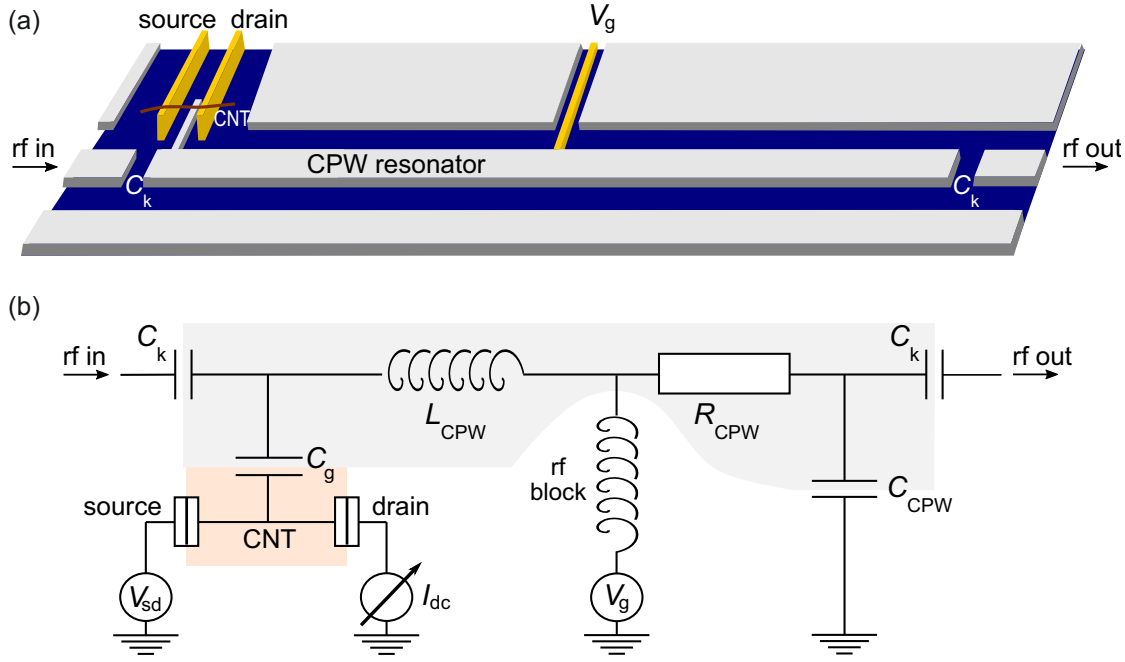 (a)
source drain
V_g
CNT
rf in
CPW resonator
rf out
C_k
C_k
(b)
C_k
C_k
rf in
rf out
L_CPW
R_CPW
C_g
rf
block
source
drain
C_CPW
CNT
V_sd
I_dc
V_g